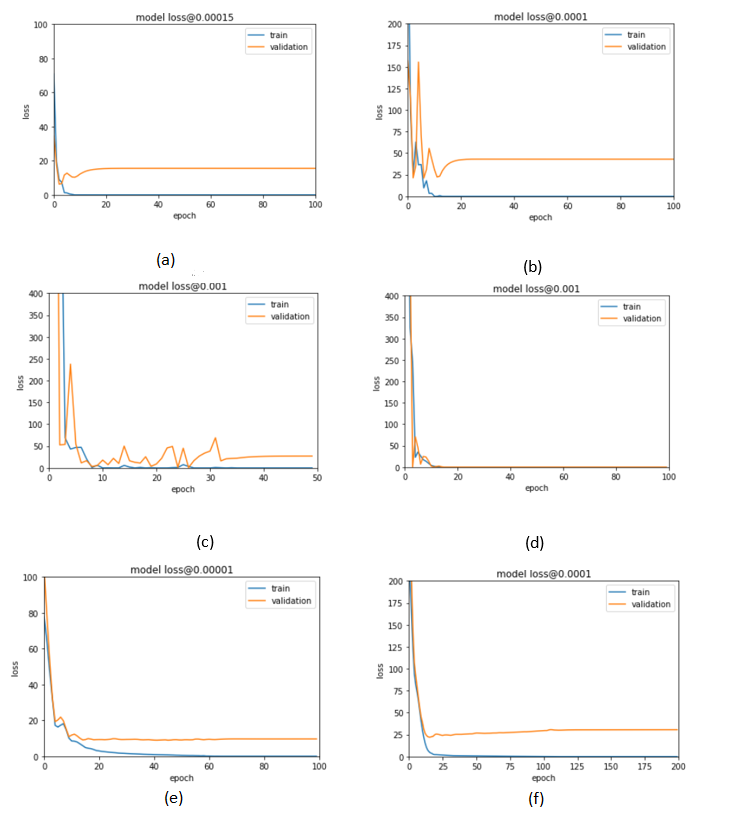 model loss@0.00015
100
80
60
40
20
0
loss
train
validation
0 20 40 60 80 100
epoch
(a)
model loss@0.0001
200
175
150
125
100
75
50
25
0
loss
train
validation
0 20 40 60 80 100
epoch
(b)
model loss@0.001
400
350
300
250
200
150
100
50
0
loss
train
validation
0 10 20 30 40 50
epoch
(c)
model loss@0.001
400
350
300
250
200
150
100
50
0
loss
train
validation
0 20 40 60 80 100
epoch
(d)
model loss@0.00001
100
80
60
40
20
0
loss
train
validation
0 20 40 60 80 100
epoch
(e)
model loss@0.0001
200
175
150
125
100
75
50
25
0
loss
train
validation
0 25 50 75 100 125 150 175 200
epoch
(f)